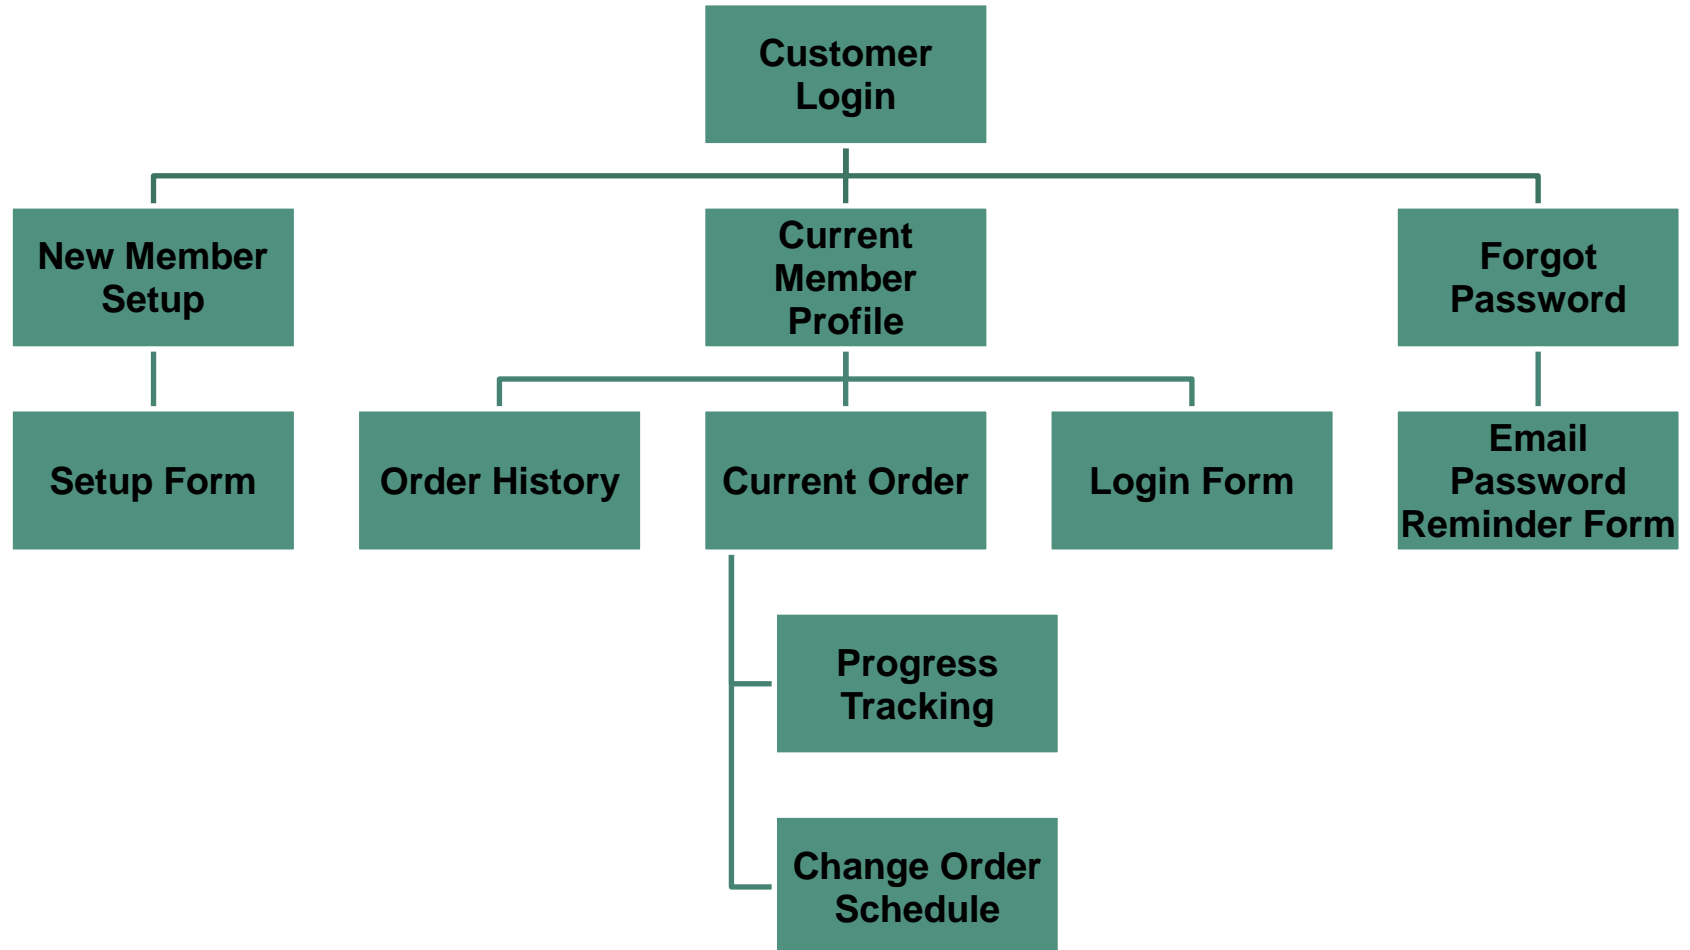 Customer
Login
New Member
Setup
Current
Member
Profile
Forgot
Password
Setup Form
Order History
Current Order
Login Form
Email
Password
Reminder Form
Progress
Tracking
Change Order
Schedule